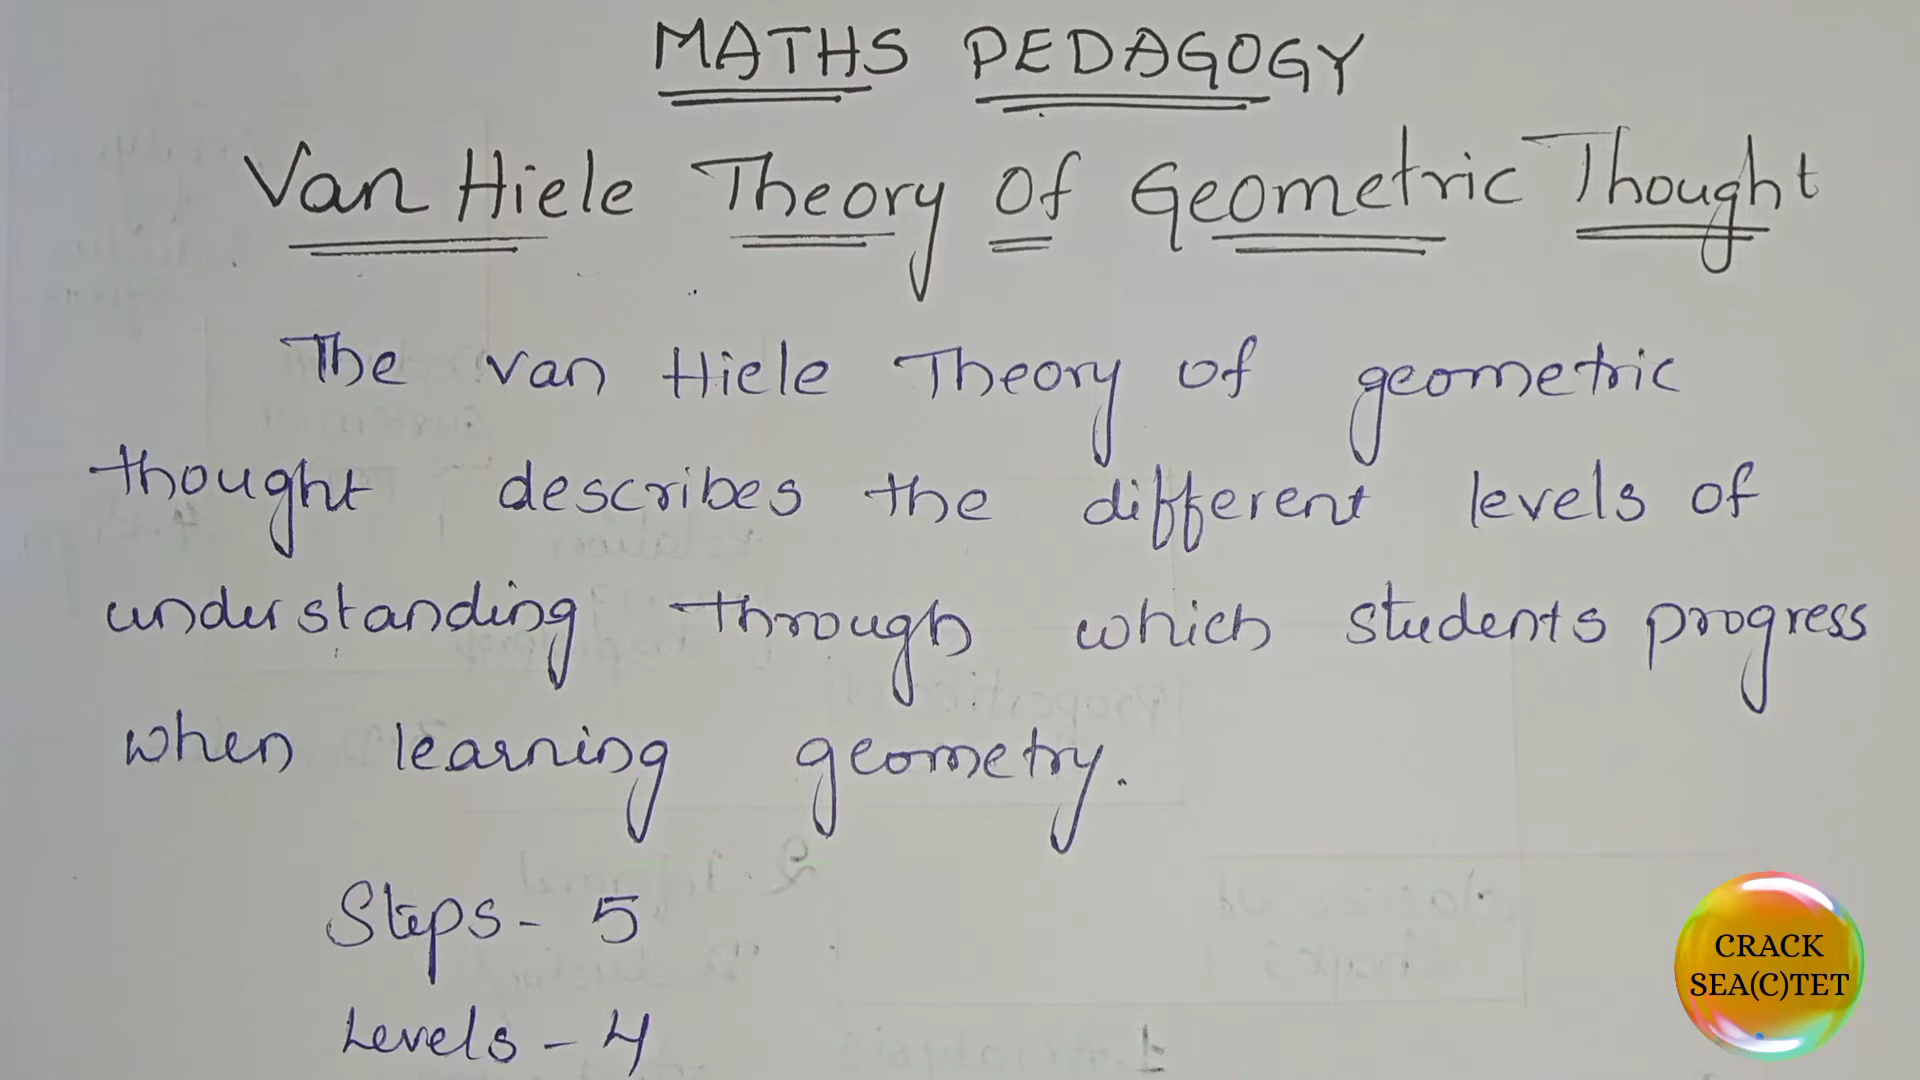 MATHS PEDAGOGY
Van Hiele Theory Of Geometric Thought
The van Hiele Theory of geometric
thought describes the different levels of
understanding through which students progress
when learning geometry.
Steps - 5
Levels - 4
CRACK
SEA(C)TET